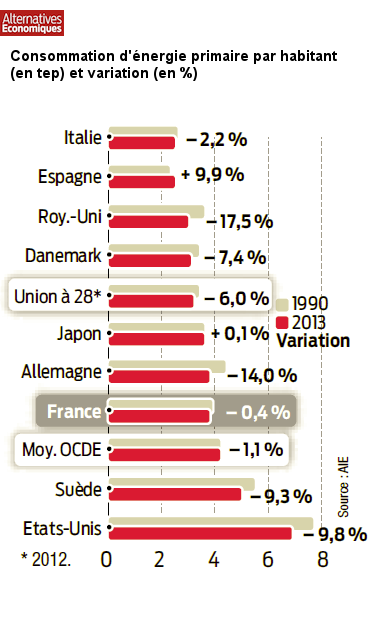 Alternatives
Economiques
Consommation d'énergie primaire par habitant
(en tep) et variation (en %)
Italie – 2,2 %
Espagne + 9,9 %
Roy.-Uni – 17,5 %
Danemark – 7,4 %
Union à 28* – 6,0 %
1990
2013
Variation
Japon + 0,1 %
Allemagne – 14,0 %
France – 0,4 %
Moy. OCDE – 1,1 %
Suède – 9,3 %
Etats-Unis – 9,8 %
* 2012. 0 2 4 6 8
Source : AIE